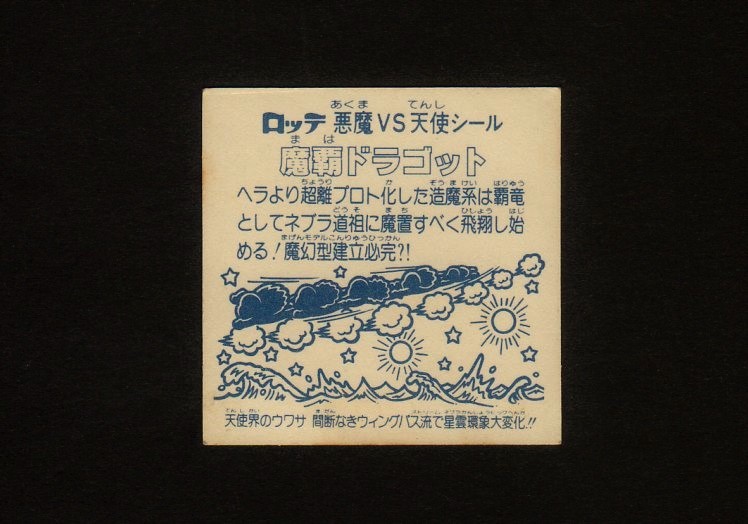 ロッテ 悪魔VS天使シール
魔覇ドラゴット
ヘラより超離プロト化した造魔系は覇竜
としてネブラ道祖に魔置すべく飛翔し始
める!魔幻型建立必完?!
天使界のウワサ 間断なきウィングバス流で星雲環象大変化!!